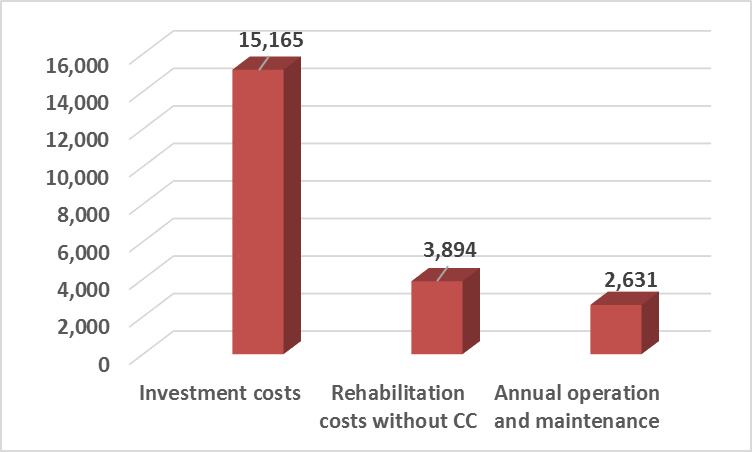 15,165
16,000
14,000
12,000
10,000
8,000
6,000
4,000
2,000
0
3,894
2,631
Investment costs
Rehabilitation
costs without CC
Annual operation
and maintenance